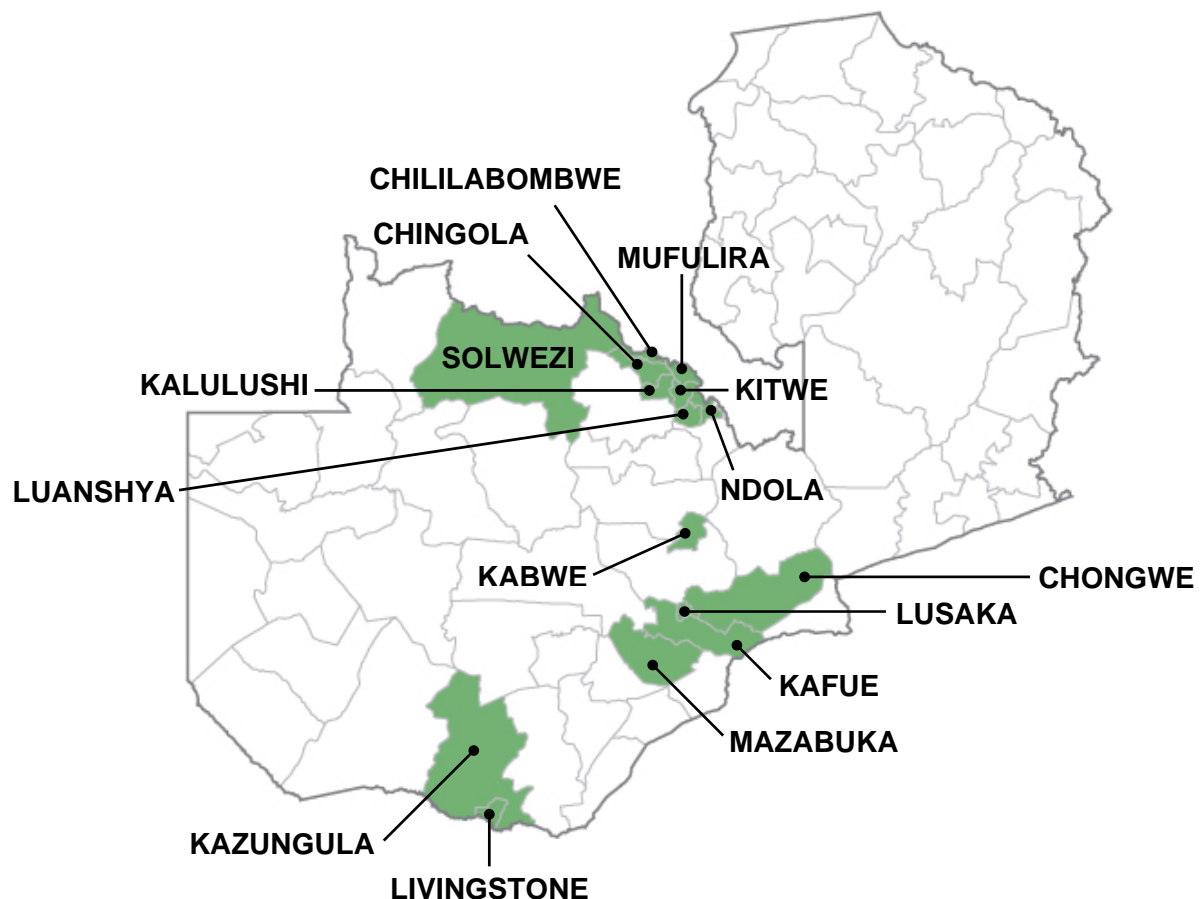 CHILILABOMBWE
CHINGOLA
MUFULIRA
SOLWEZI
KALULUSHI
KITWE
LUANSHYA
NDOLA
KABWE
CHONGWE
LUSAKA
KAFUE
MAZABUKA
KAZUNGULA
LIVINGSTONE